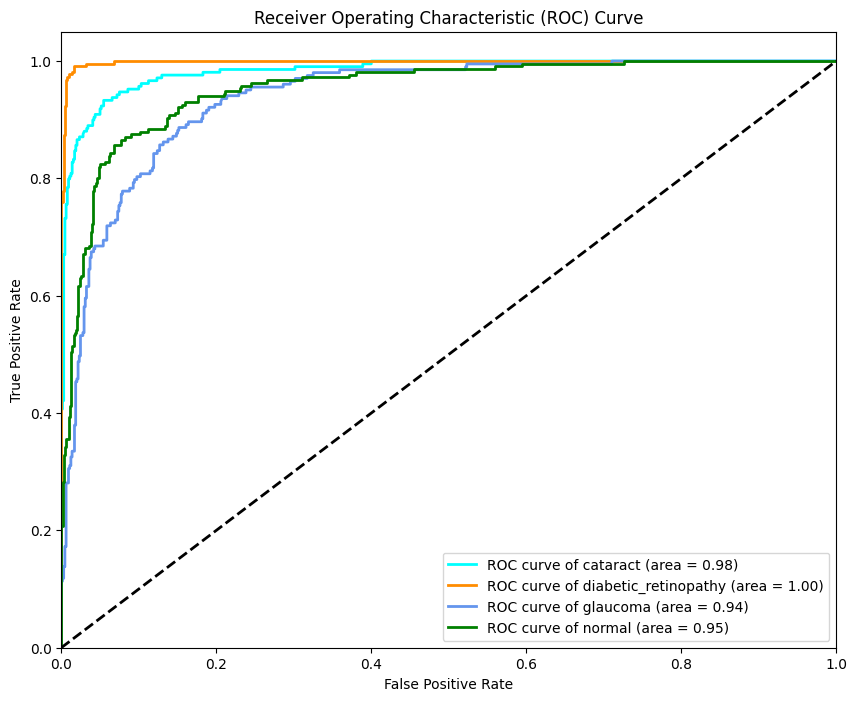 Receiver Operating Characteristic (ROC) Curve
1.0
0.8
0.6
0.4
0.2
0.0
True Positive Rate
ROC curve of cataract (area = 0.98)
ROC curve of diabetic_retinopathy (area = 1.00)
ROC curve of glaucoma (area = 0.94)
ROC curve of normal (area = 0.95)
0.0 0.2 0.4 0.6 0.8 1.0
False Positive Rate